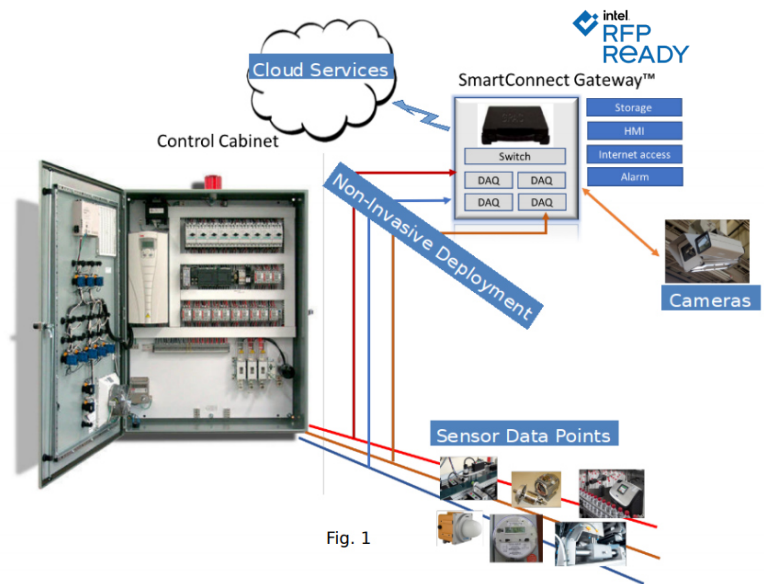 intel
RFP
READY
Cloud Services
SmartConnect Gateway™
Control Cabinet
Storage
HMI
Internet access
Alarm
Switch
DAQ DAQ
DAQ DAQ
Non-Invasive Deployment
Cameras
Sensor Data Points
Fig. 1